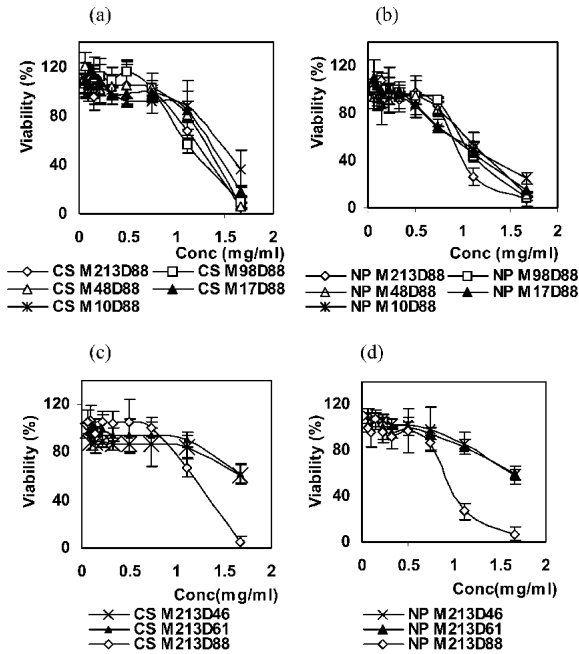 (a)
(b)
Viability (%)
120
80
40
0
0
0.5
1
1.5
2
Conc (mg/ml)
CS M213D88
CS M98D88
CS M48D88
CS M17D88
CS M10D88
Viability (%)
120
80
40
0
0
0.5
1
1.5
2
Conc (mg/ml)
NP M213D88
NP M98D88
NP M48D88
NP M17D88
NP M10D88
(c)
(d)
Viability (%)
120
80
40
0
0
0.5
1
1.5
2
Conc(mg/ml)
CS M213D46
CS M213D61
CS M213D88
Viability (%)
120
80
40
0
0
0.5
1
1.5
2
Conc(mg/ml)
NP M213D46
NP M213D61
NP M213D88